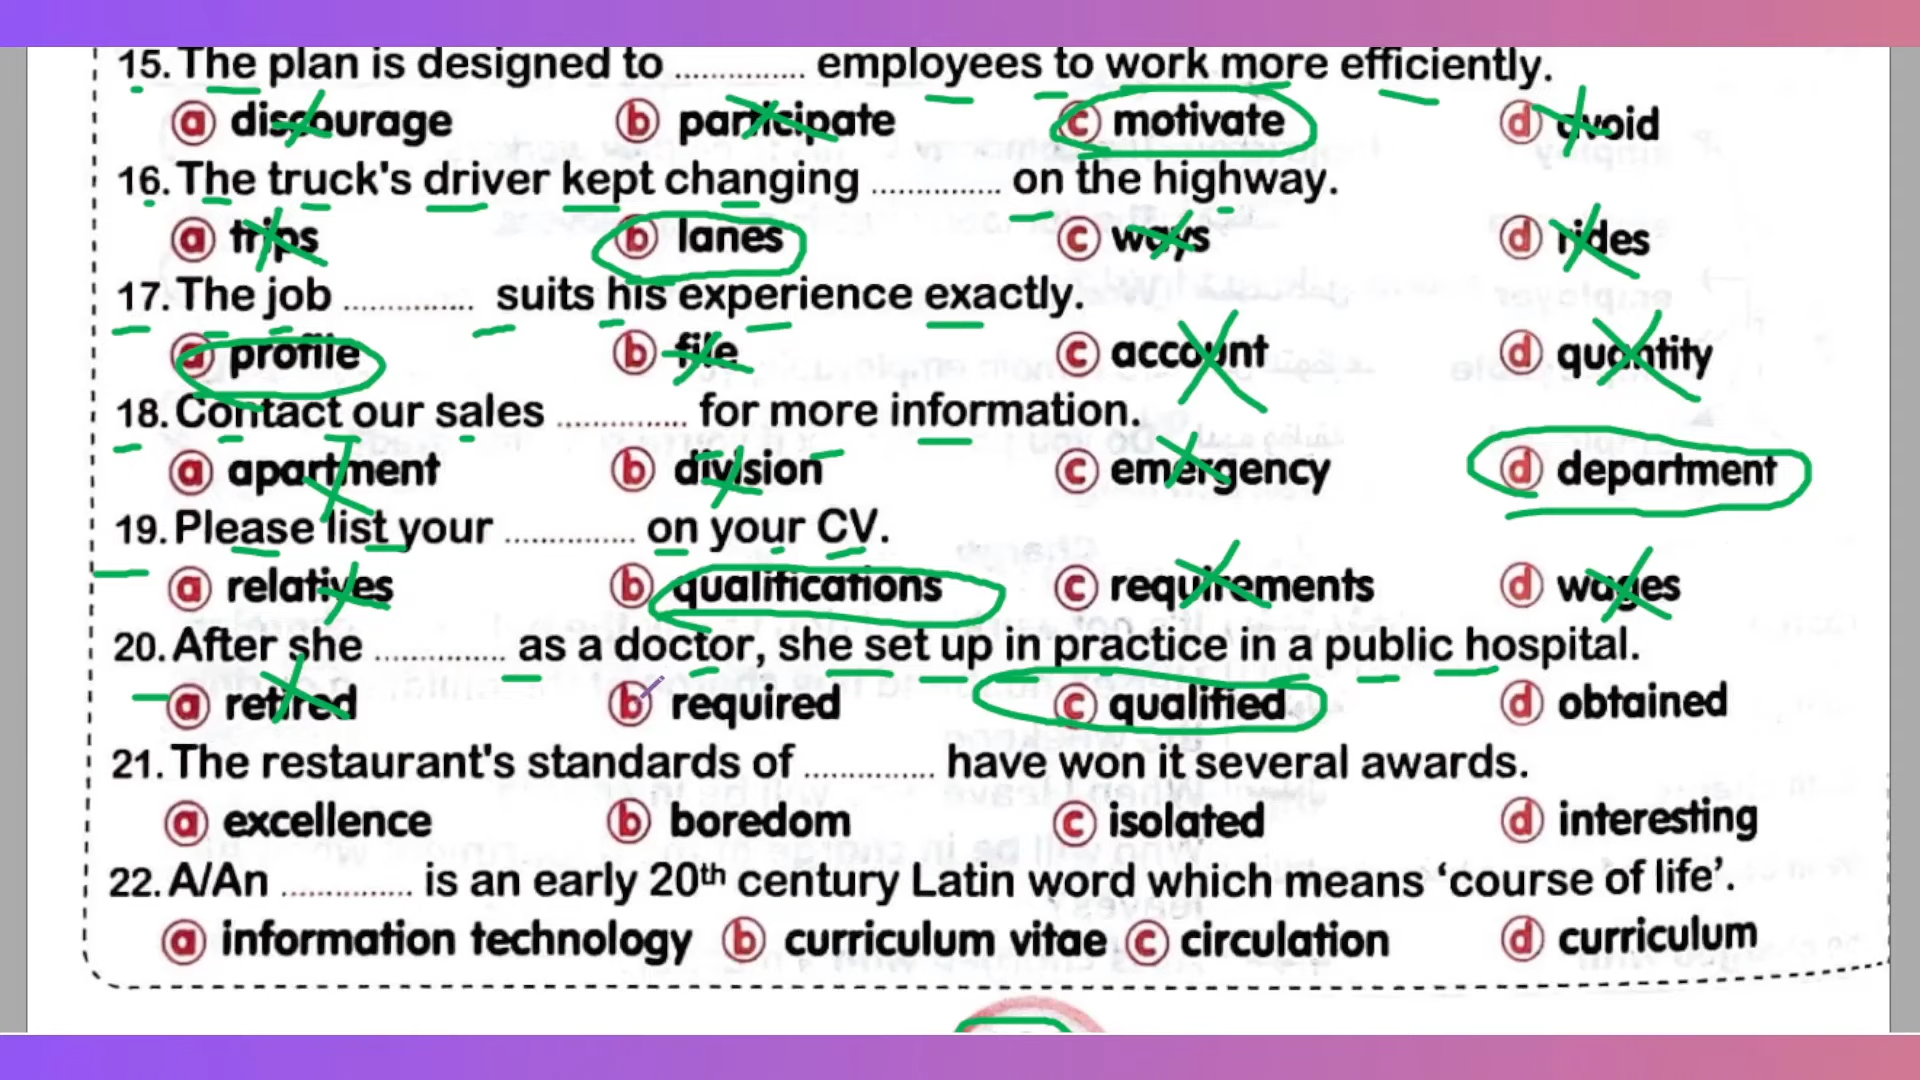 15. The plan is designed to .............. employees to work more efficiently.
a discourage b participate c motivate d avoid
16. The truck's driver kept changing .............. on the highway.
a trips b lanes c ways d rides
17. The job .............. suits his experience exactly.
a profile b file c account d quantity
18. Contact our sales .............. for more information.
a apartment b division c emergency d department
19. Please list your .............. on your CV.
a relatives b qualifications c requirements d wages
20. After she .............. as a doctor, she set up in practice in a public hospital.
a retired b required c qualified d obtained
21. The restaurant's standards of .............. have won it several awards.
a excellence b boredom c isolated d interesting
22. A/An .............. is an early 20th century Latin word which means ‘course of life’.
a information technology b curriculum vitae c circulation d curriculum